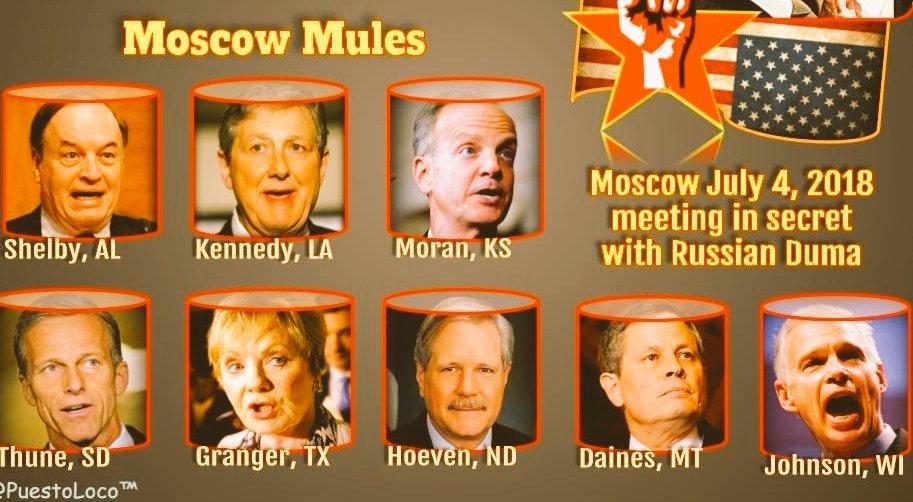 Moscow Mules
Shelby, AL
Kennedy, LA
Moran, KS
Moscow July 4, 2018
meeting in secret
with Russian Duma
Thune, SD
Granger, TX
Hoeven, ND
Daines, MT
Johnson, WI
@PuestoLoco™